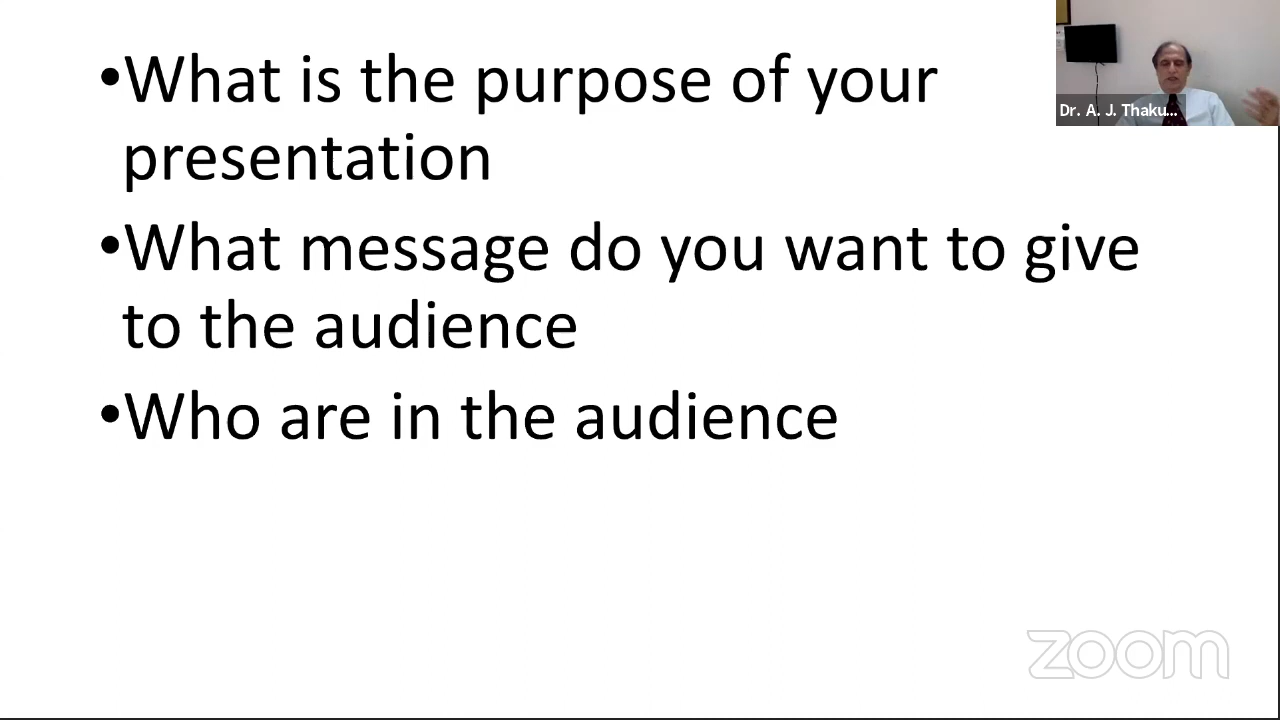 •What is the purpose of your
presentation
•What message do you want to give
to the audience
•Who are in the audience
Dr. A. J. Thaku...
zoom